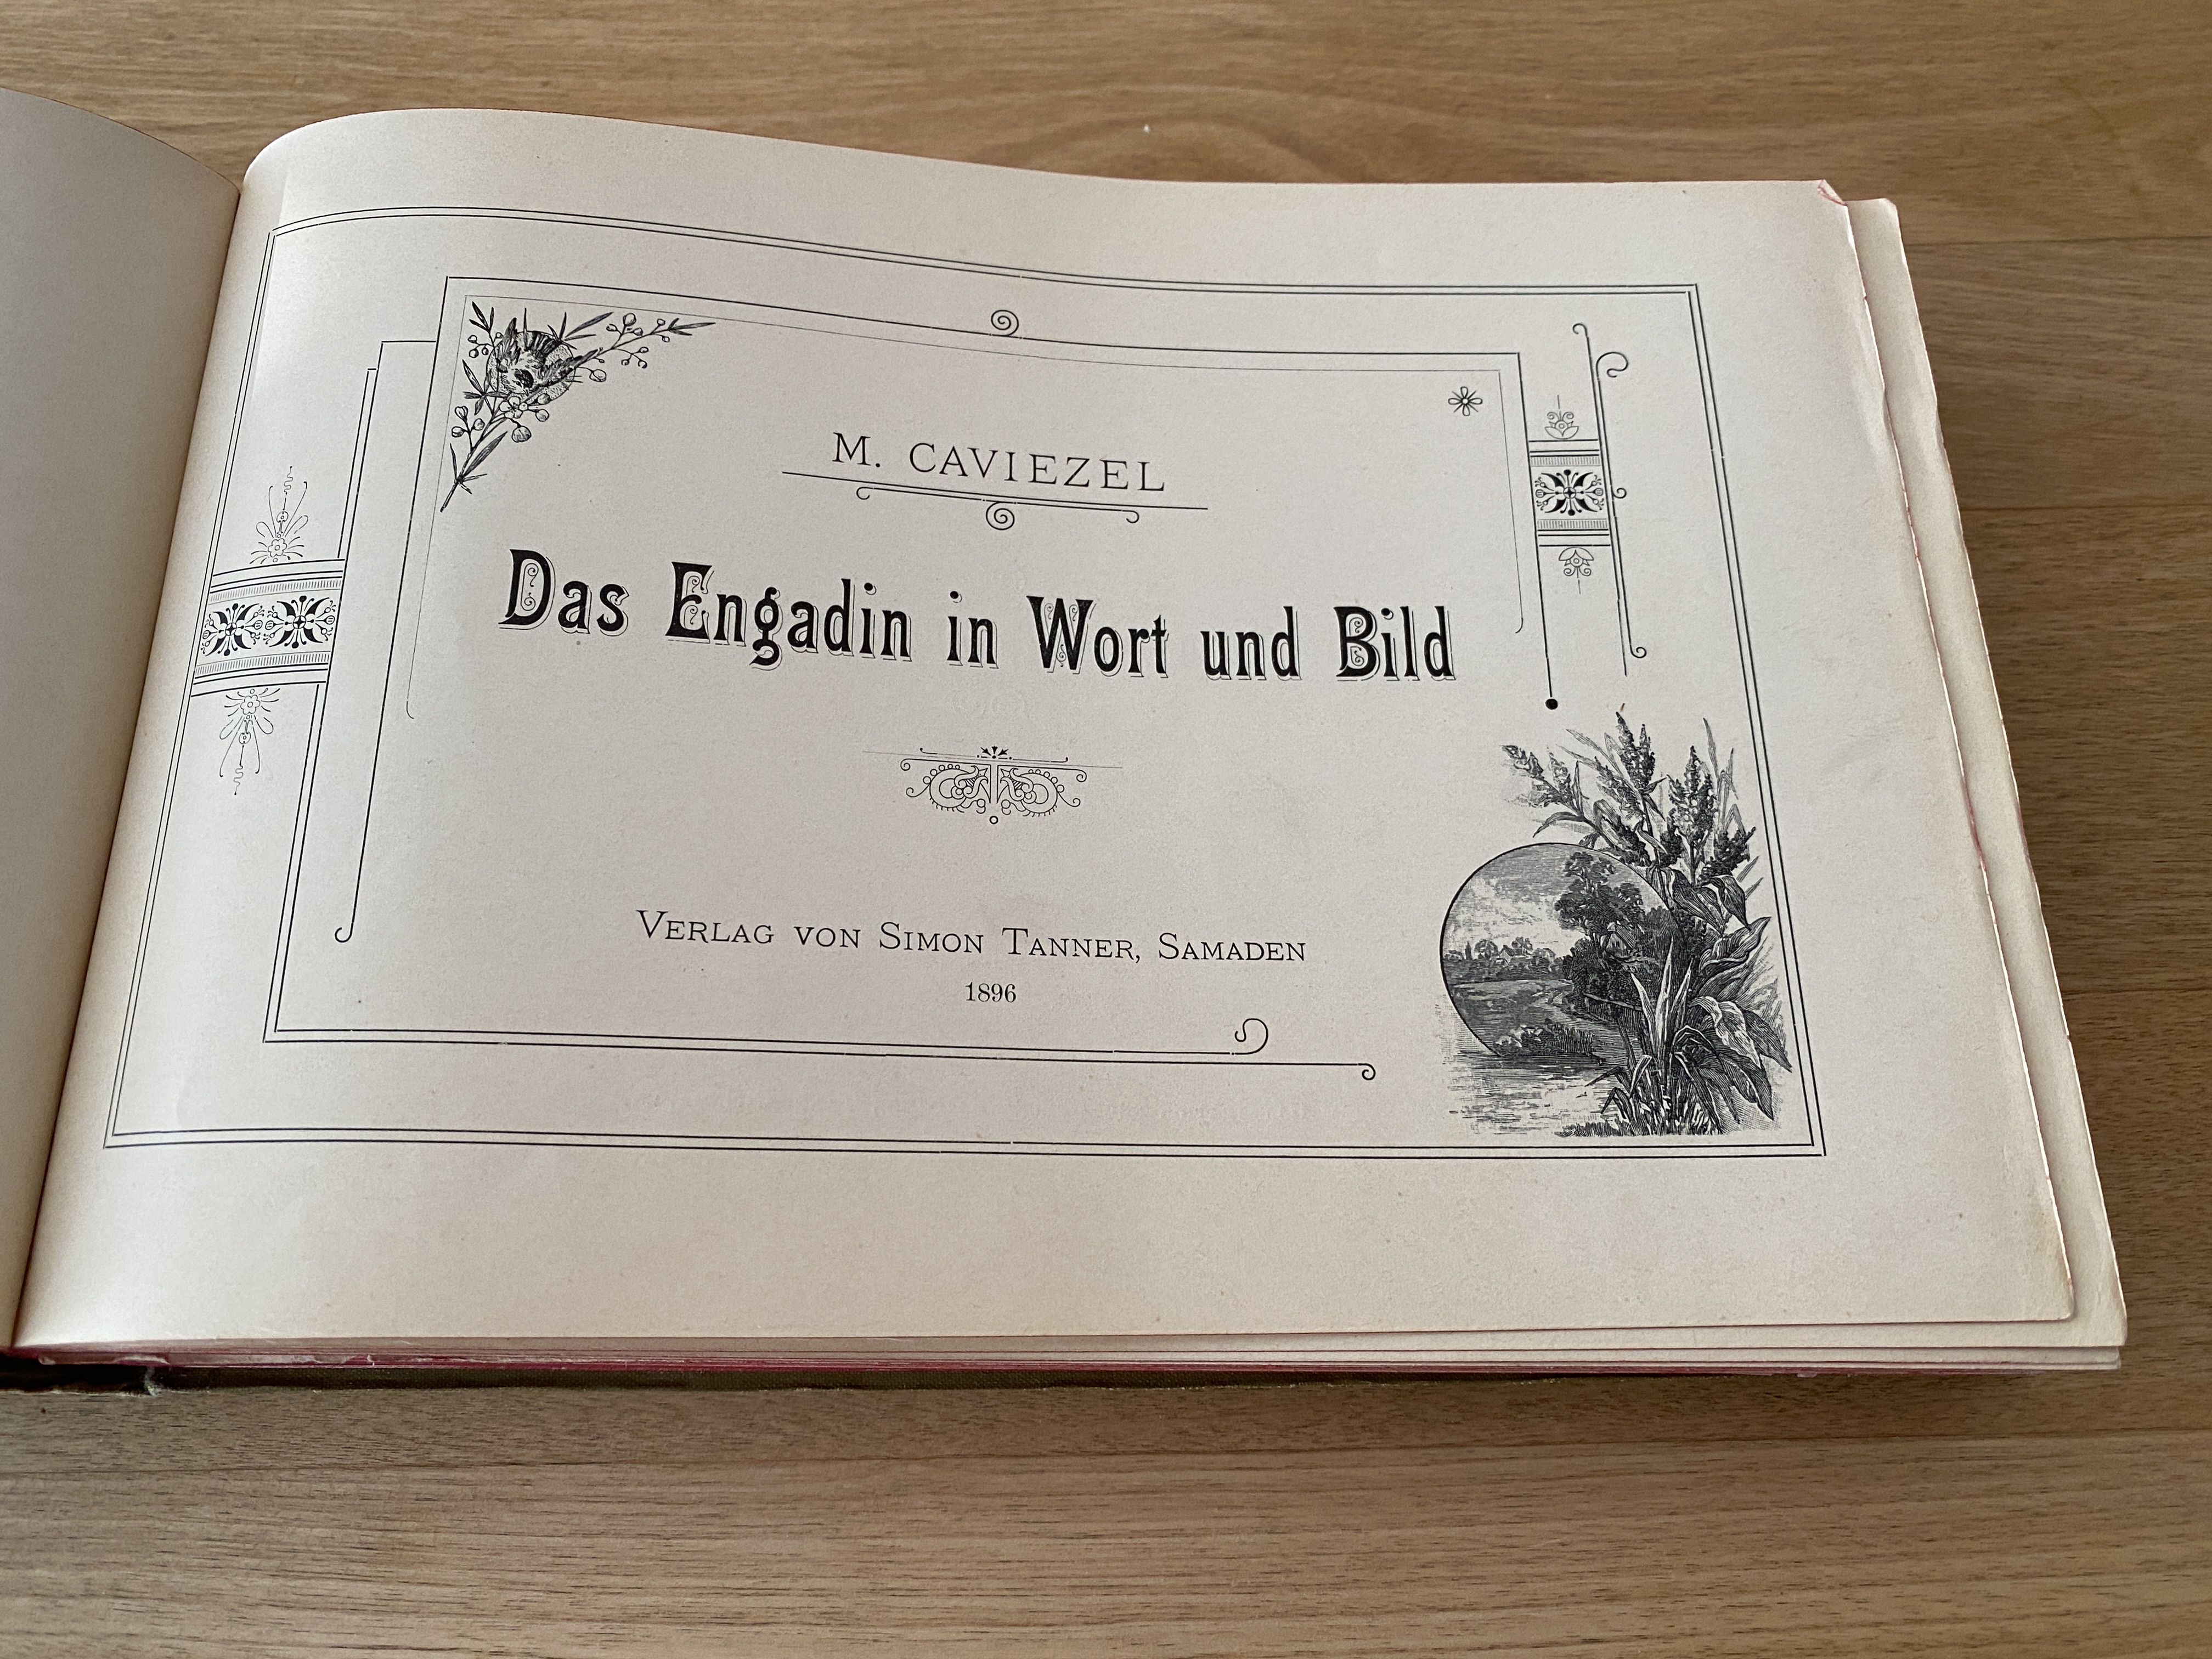 M. CAVIEZEL
Das Engadin in Wort und Bild
VERLAG VON SIMON TANNER, SAMADEN
1896